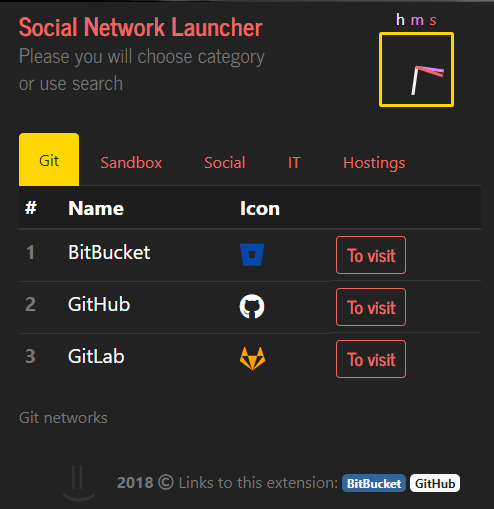 Social Network Launcher
h m s
Please you will choose category
or use search
Git Sandbox Social IT Hostings
# Name Icon
1 BitBucket To visit
2 GitHub To visit
3 GitLab To visit
Git networks
2018 © Links to this extension: BitBucket GitHub